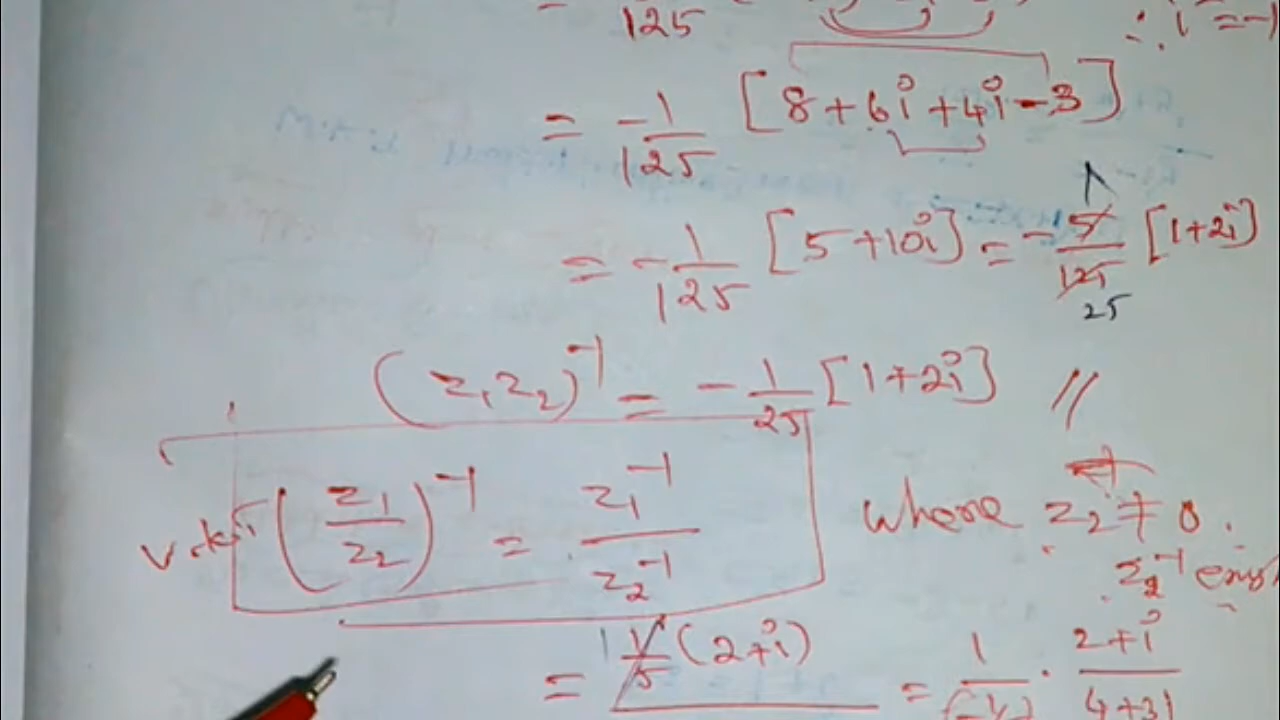 = 125 ∴ i = -1
= -1/125 [8+6i+4i-3]
= -1/125 [5+10i] = -5/125 [1+2i]
1
25
(z₁z₂)⁻¹ = -1/25 [1+2i] //
(z₁/z₂)⁻¹ = z₁⁻¹/z₂⁻¹ where z₂ ≠ 0.
z₂⁻¹
= 1/5 (2+i) = 1 · 2+i/4+3i